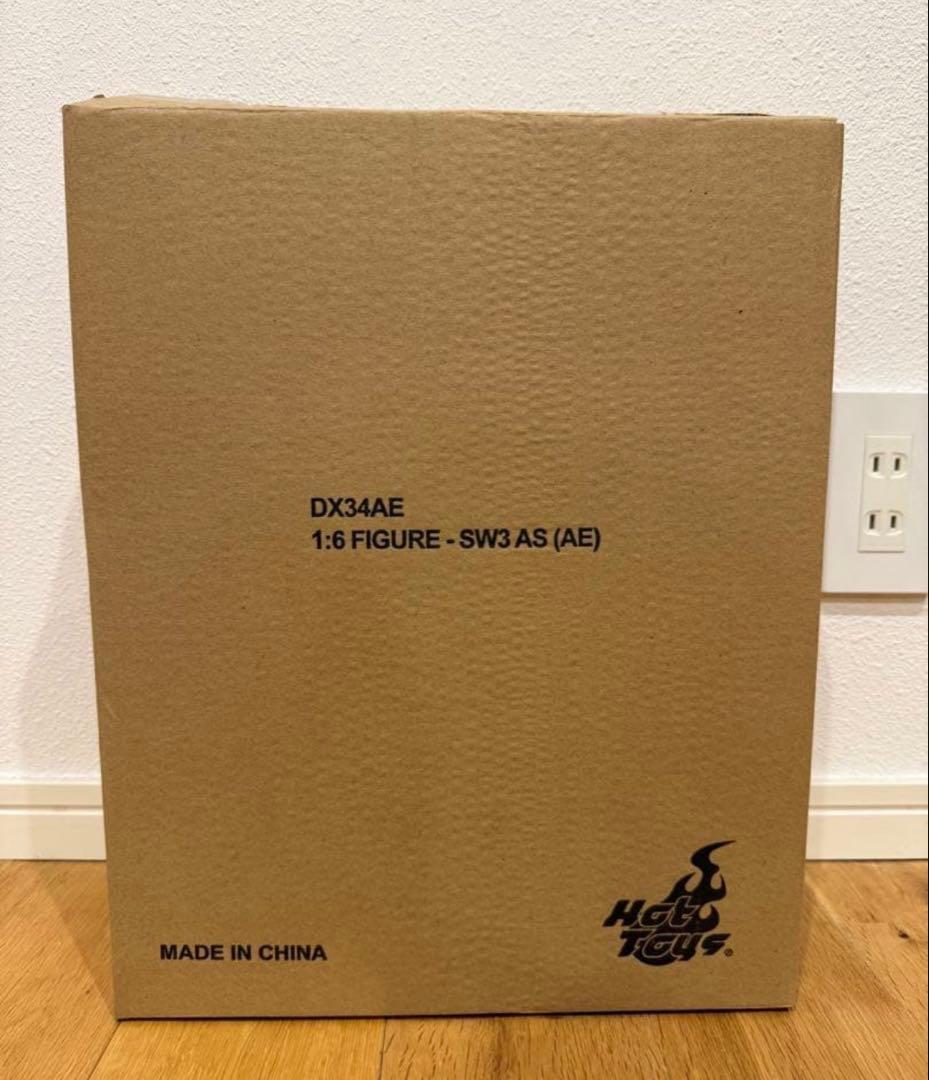 DX34AE
1:6 FIGURE - SW3 AS (AE)
MADE IN CHINA
Hot
Toys®